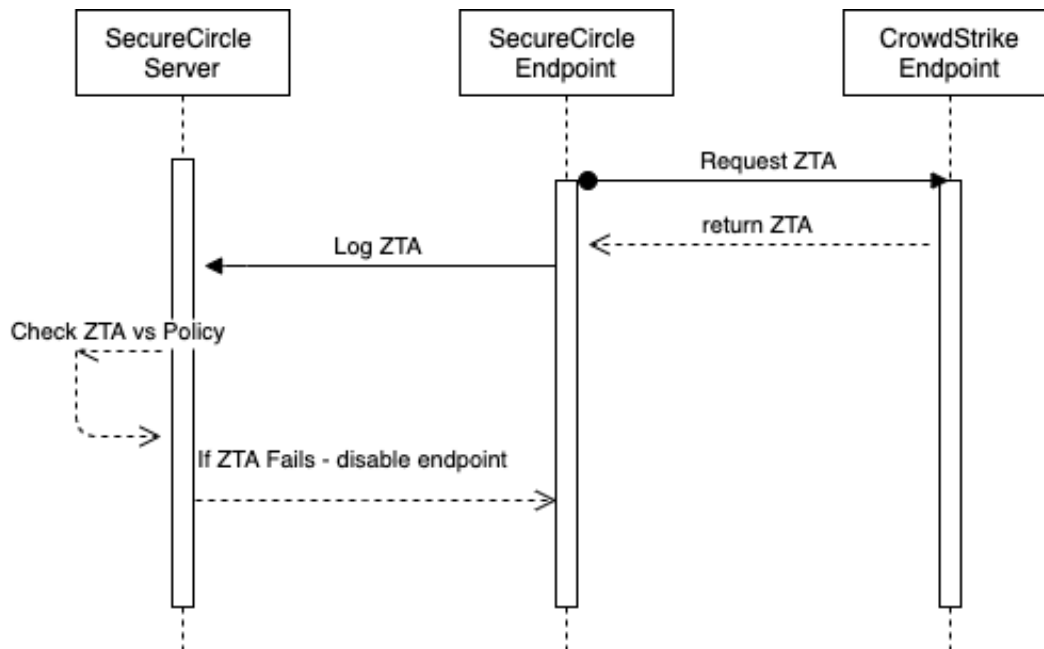 SecureCircle
Server
SecureCircle
Endpoint
CrowdStrike
Endpoint
Request ZTA
return ZTA
Log ZTA
Check ZTA vs Policy
If ZTA Fails - disable endpoint